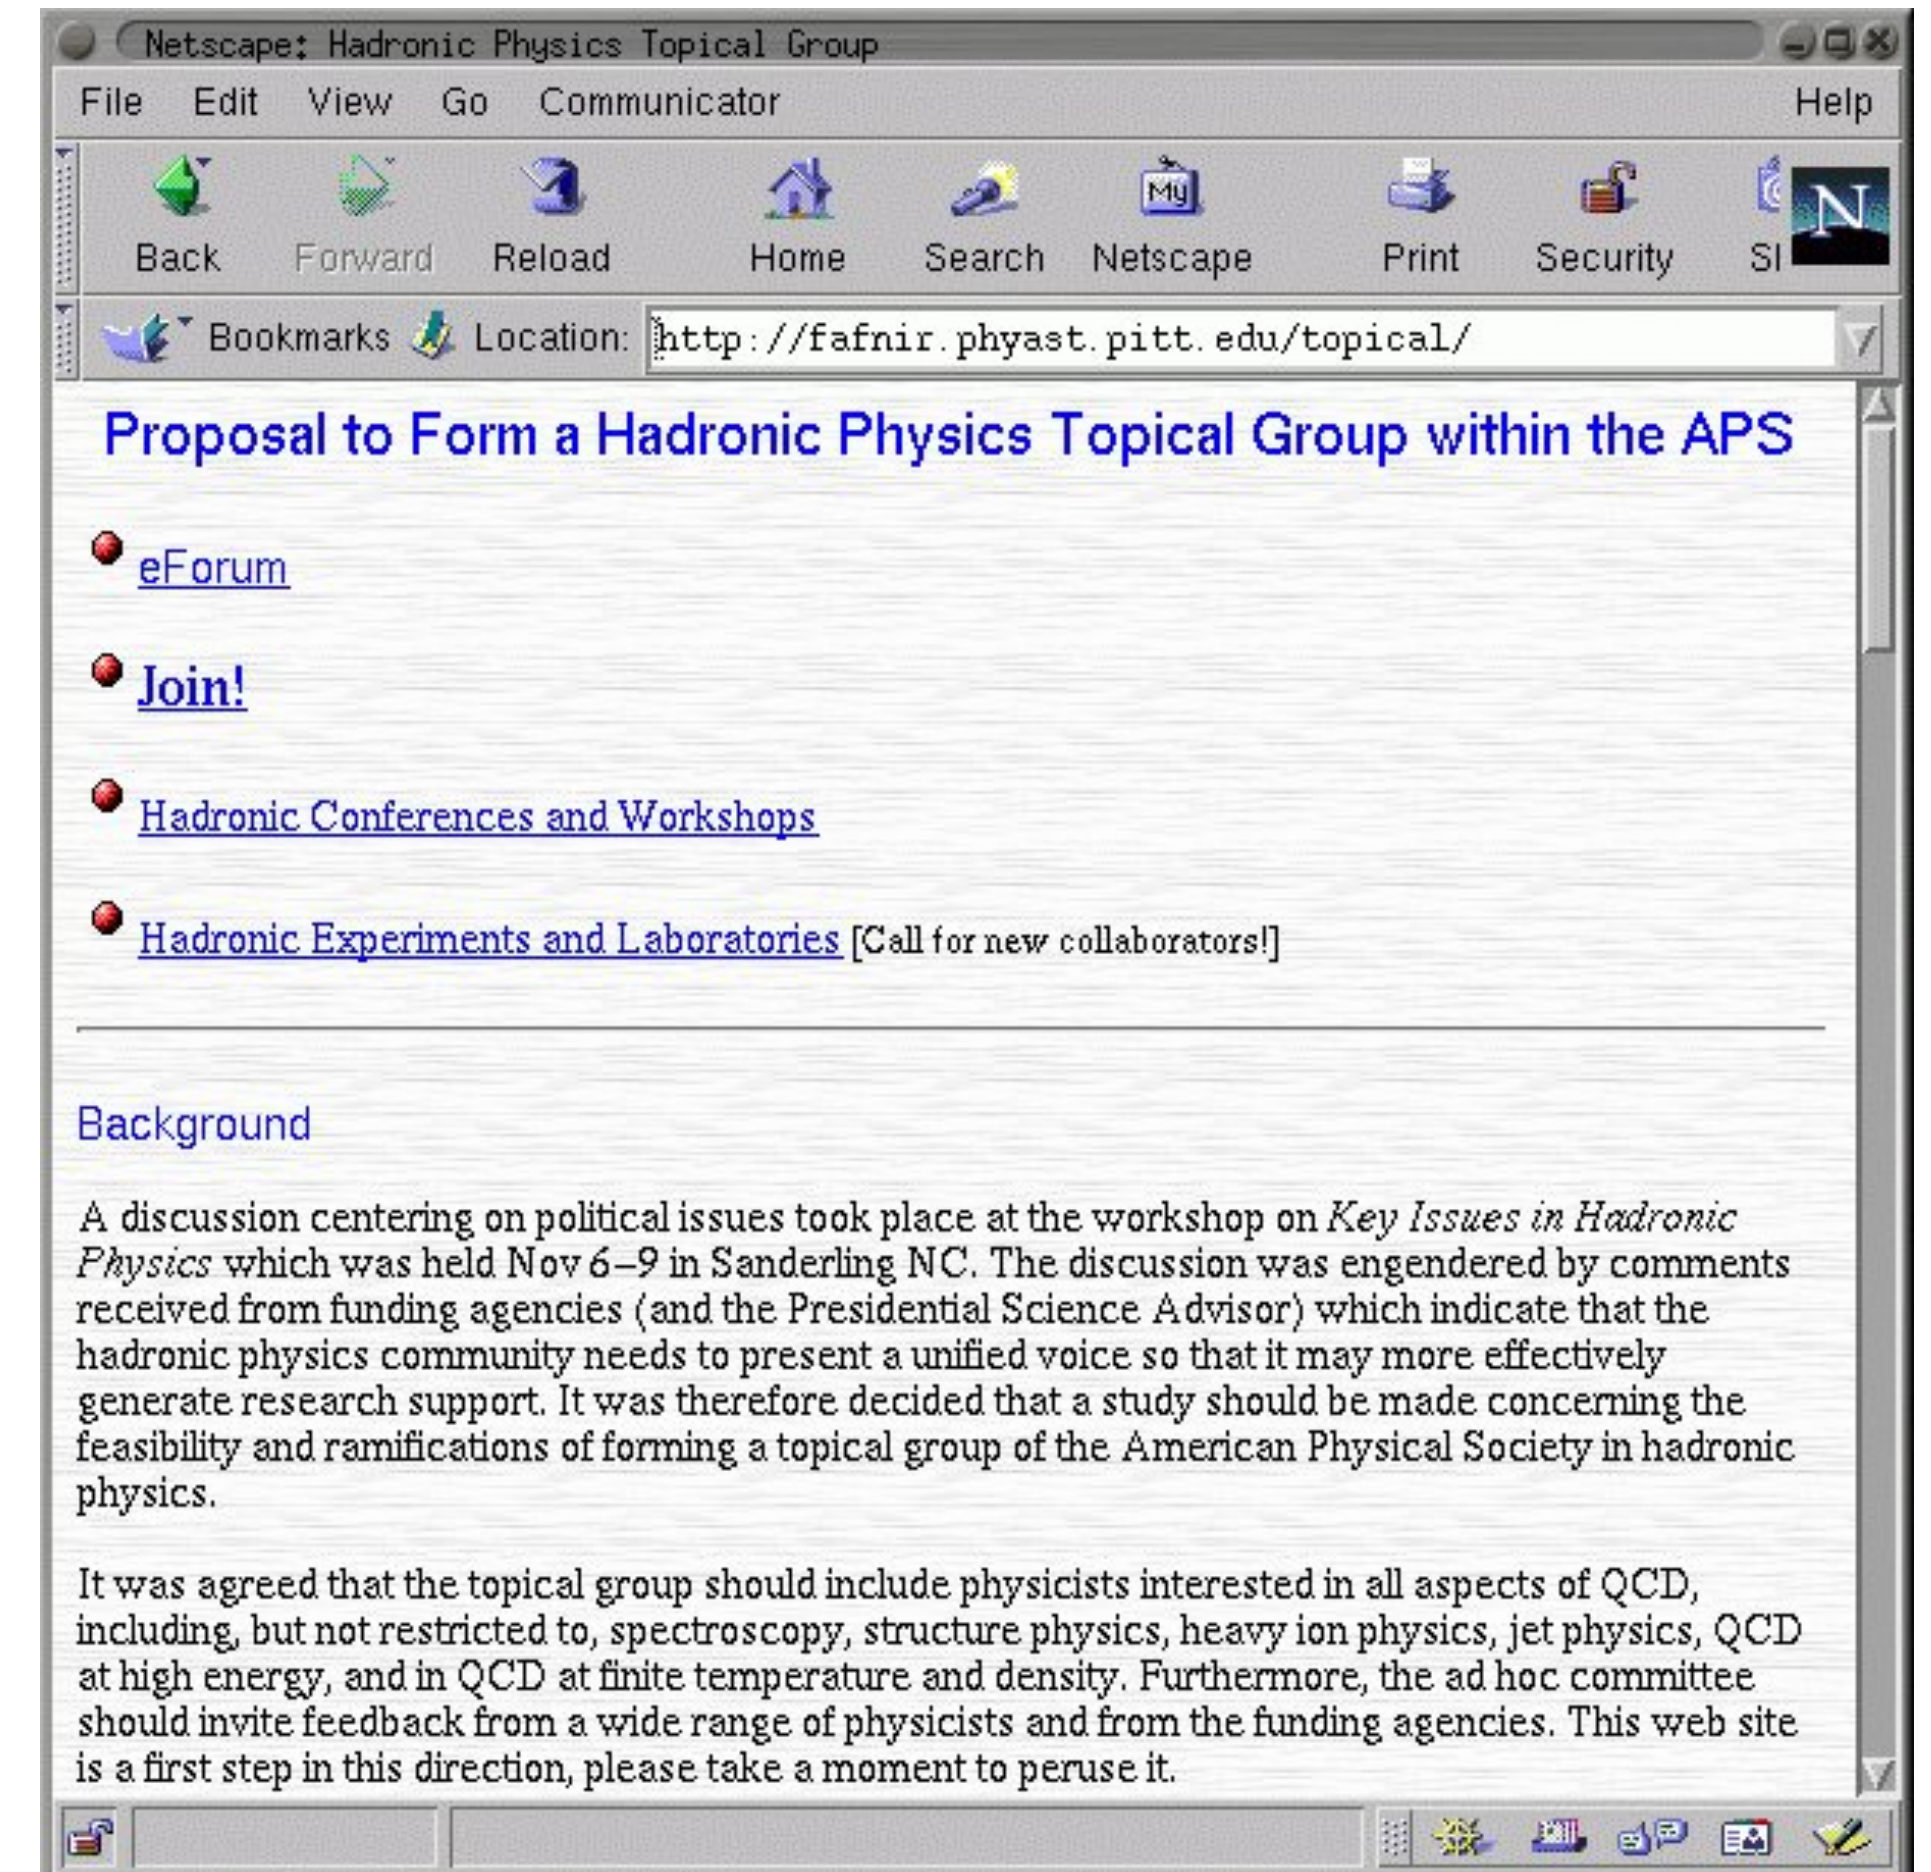 Netscape: Hadronic Physics Topical Group
File Edit View Go Communicator Help
Back Forward Reload Home Search Netscape Print Security
My
N
Bookmarks Location: http://fafnir.phyast.pitt.edu/topical/
Proposal to Form a Hadronic Physics Topical Group within the APS
eForum
Join!
Hadronic Conferences and Workshops
Hadronic Experiments and Laboratories [Call for new collaborators!]
Background
A discussion centering on political issues took place at the workshop on Key Issues in Hadronic
Physics which was held Nov 6–9 in Sanderling NC. The discussion was engendered by comments
received from funding agencies (and the Presidential Science Advisor) which indicate that the
hadronic physics community needs to present a unified voice so that it may more effectively
generate research support. It was therefore decided that a study should be made concerning the
feasibility and ramifications of forming a topical group of the American Physical Society in hadronic
physics.
It was agreed that the topical group should include physicists interested in all aspects of QCD,
including, but not restricted to, spectroscopy, structure physics, heavy ion physics, jet physics, QCD
at high energy, and in QCD at finite temperature and density. Furthermore, the ad hoc committee
should invite feedback from a wide range of physicists and from the funding agencies. This web site
is a first step in this direction, please take a moment to peruse it.